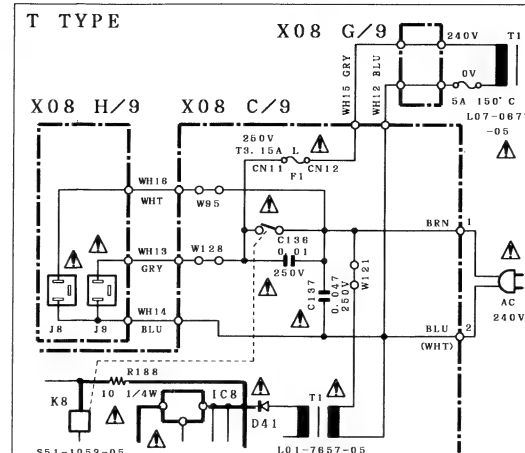 T TYPE
X08 G/9
240V
T1
0V
5A 150°C
L07-067
-05
WH15 GRY
WH12 BLU
X08 H/9
X08 C/9
250V
T3.15A L
CN11
CN12
F1
WH16
WHT
W95
WH13
GRY
W128
C136
0.01
250V
BRN
1
W121
C137
0.047
250V
AC
240V
J8
J9
WH14
BLU
BLU
2
(WHT)
R188
10 1/4W
K8
IC8
D41
T1
S51-1052-05
L01-7657-05